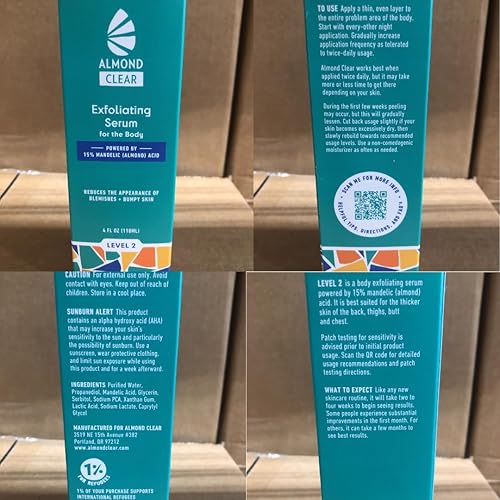 ALMOND
CLEAR
Exfoliating
Serum
for the Body
POWERED BY
15% MANDELIC (ALMOND) ACID
REDUCES THE APPEARANCE OF
BLEMISHES + BUMPY SKIN
4 FL OZ (118ML)
LEVEL 2
TO USE Apply a thin, even layer to
the entire problem area of the body.
Start with every-other night
application. Gradually increase
application frequency as tolerated
to twice-daily usage.
Almond Clear works best when
applied twice daily, but it may take
more or less time to get there
depending on your skin.
During the first few weeks peeling
may occur, but this will gradually
lessen. Cut back usage slightly if your
skin becomes excessively dry, then
slowly rebuild towards recommended
usage levels. Use a non-comedogenic
moisturizer as often as needed.
SCAN ME FOR MORE INFO
HELPFUL TIPS, DIRECTIONS, AND FAQ's
CAUTION For external use only. Avoid
contact with eyes. Keep out of reach of
children. Store in a cool place.
SUNBURN ALERT This product
contains an alpha hydroxy acid (AHA)
that may increase your skin's
sensitivity to the sun and particularly
the possibility of sunburn. Use a
sunscreen, wear protective clothing,
and limit sun exposure while using
this product and for a week afterward.
INGREDIENTS Purified Water,
Propanediol, Mandelic Acid, Glycerin,
Sorbitol, Sodium PCA, Xanthan Gum,
Lactic Acid, Sodium Lactate, Caprylyl
Glycol
MANUFACTURED FOR ALMOND CLEAR
3519 NE 15th Avenue #202
Portland, OR 97212
www.almondclear.com
1%
FOR REFUGEES
1% OF YOUR PURCHASE SUPPORTS
INTERNATIONAL REFUGEES
LEVEL 2 is a body exfoliating serum
powered by 15% mandelic (almond)
acid. It is best suited for the thicker
skin of the back, thighs, butt
and chest.
Patch testing for sensitivity is
advised prior to initial product
usage. Scan the QR code for detailed
usage recommendations and patch
testing directions.
WHAT TO EXPECT Like any new
skincare routine, it will take two to
four weeks to begin seeing results.
Some people experience substantial
improvements in the first month. For
others, it can take a few months to
see best results.